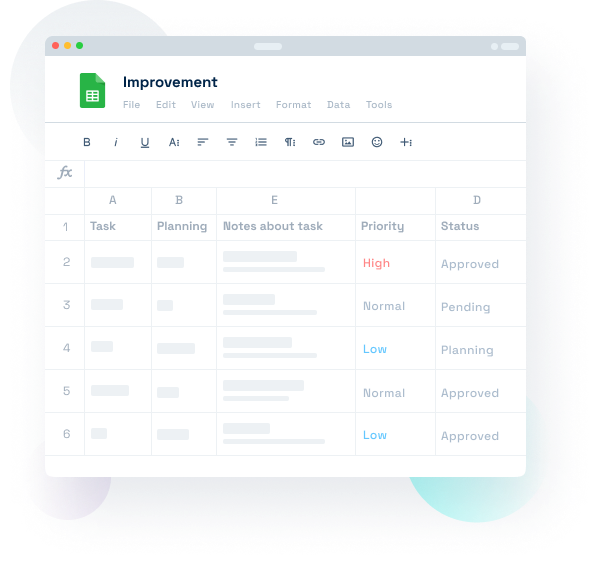 Improvement
File Edit View Insert Format Data Tools
B i U A
fx
A B E D
1 Task Planning Notes about task Priority Status
2 High Approved
3 Normal Pending
4 Low Planning
5 Normal Approved
6 Low Approved